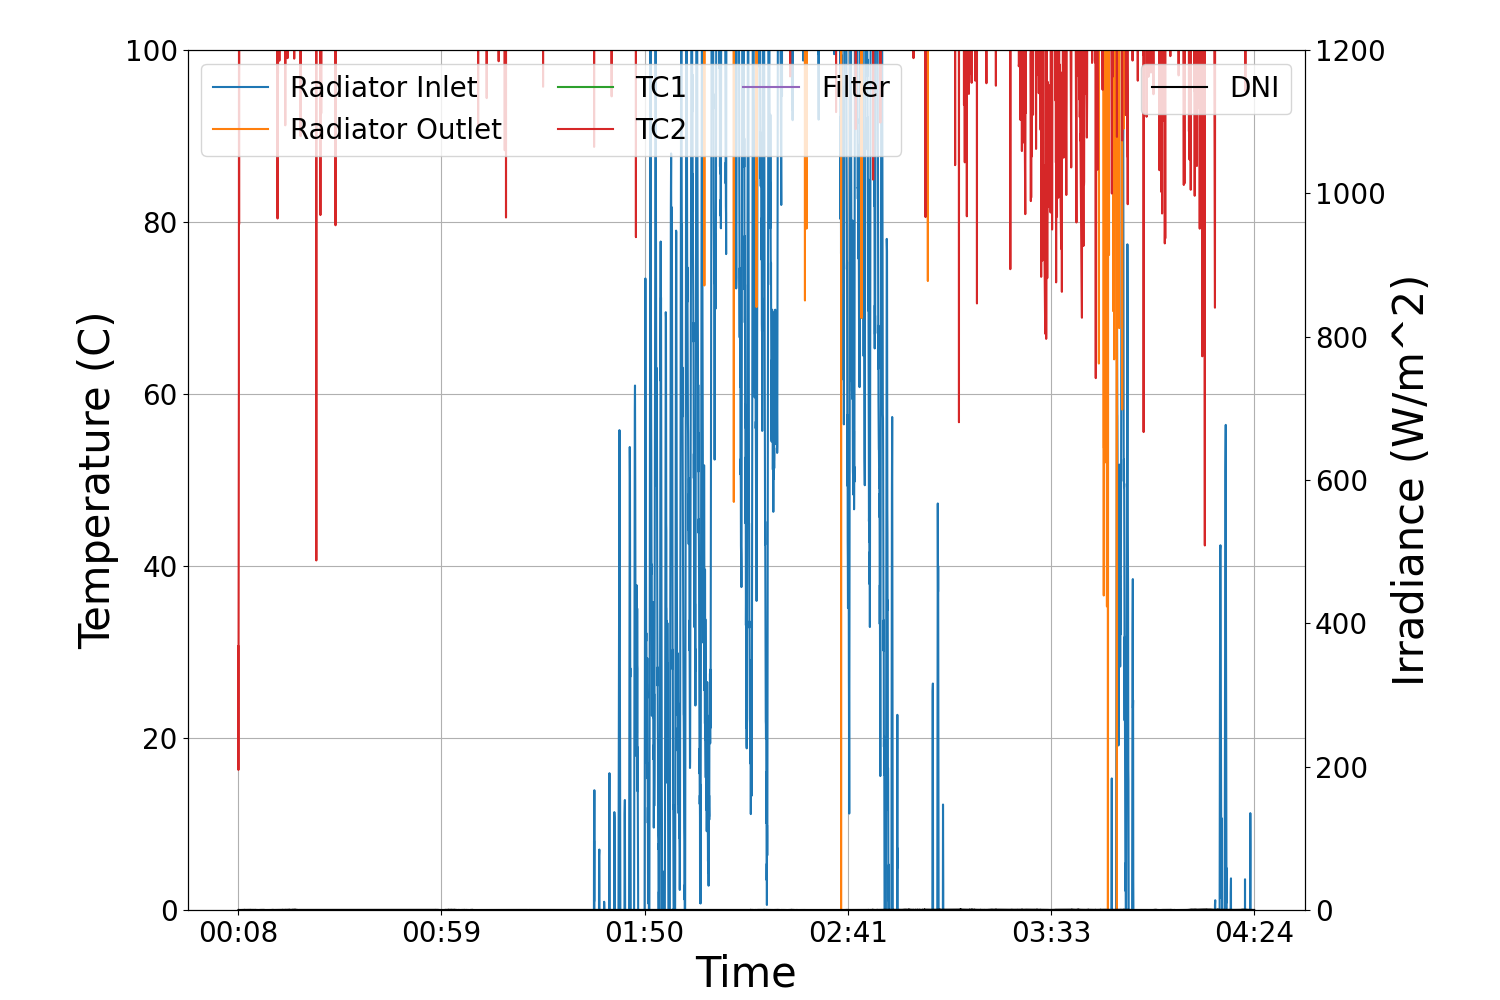 Radiator Inlet
Radiator Outlet
TC1
TC2
Filter
DNI
Temperature (C)
100
80
60
40
20
0
Irradiance (W/m^2)
1200
1000
800
600
400
200
0
00:08 00:59 01:50 02:41 03:33 04:24
Time